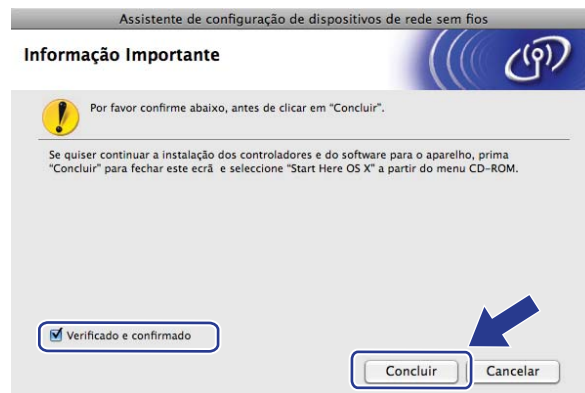 Assistente de configuração de dispositivos de rede sem fios
Informação Importante
Por favor confirme abaixo, antes de clicar em “Concluir”.
Se quiser continuar a instalação dos controladores e do software para o aparelho, prima
“Concluir” para fechar este ecrã e seleccione “Start Here OS X” a partir do menu CD-ROM.
Verificado e confirmado
Concluir
Cancelar